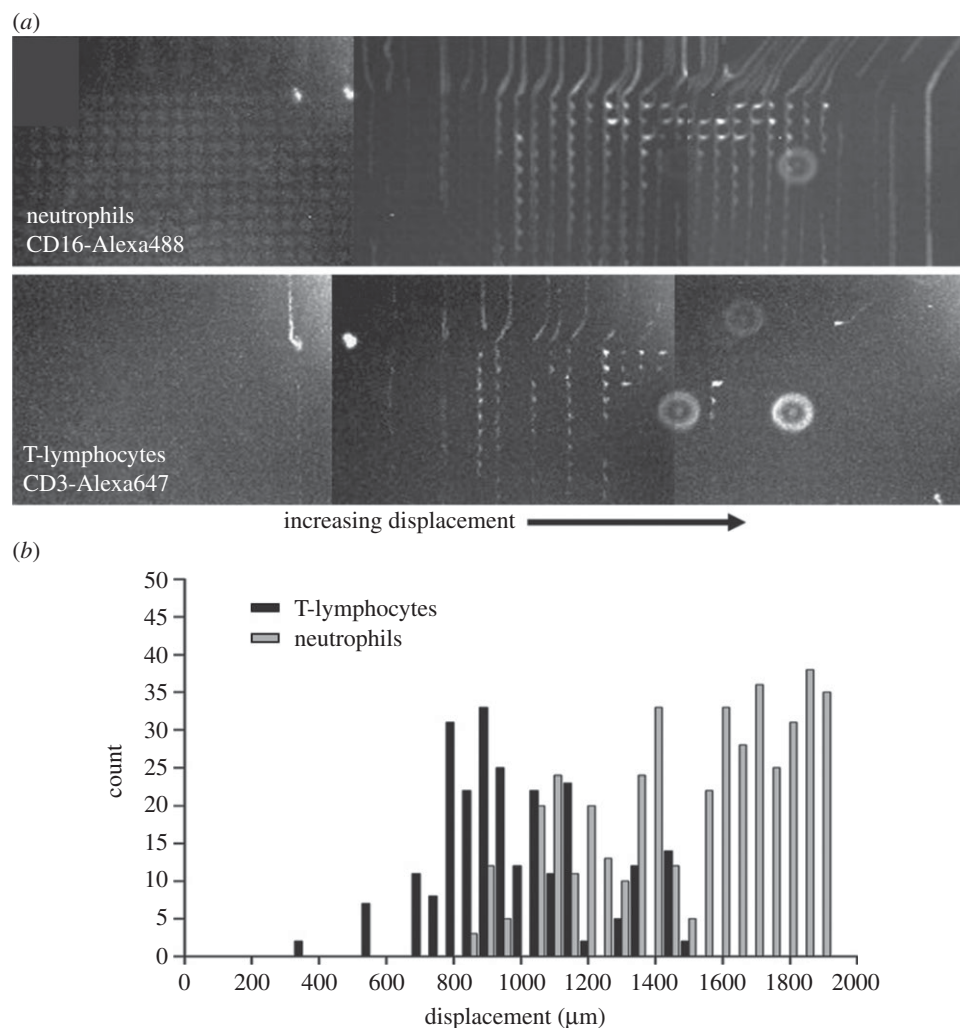 (a)
neutrophils
CD16-Alexa488
T-lymphocytes
CD3-Alexa647
increasing displacement
(b)
50
45
40
35
30
25
20
15
10
5
0
count
T-lymphocytes
neutrophils
0 200 400 600 800 1000 1200 1400 1600 1800 2000
displacement (µm)